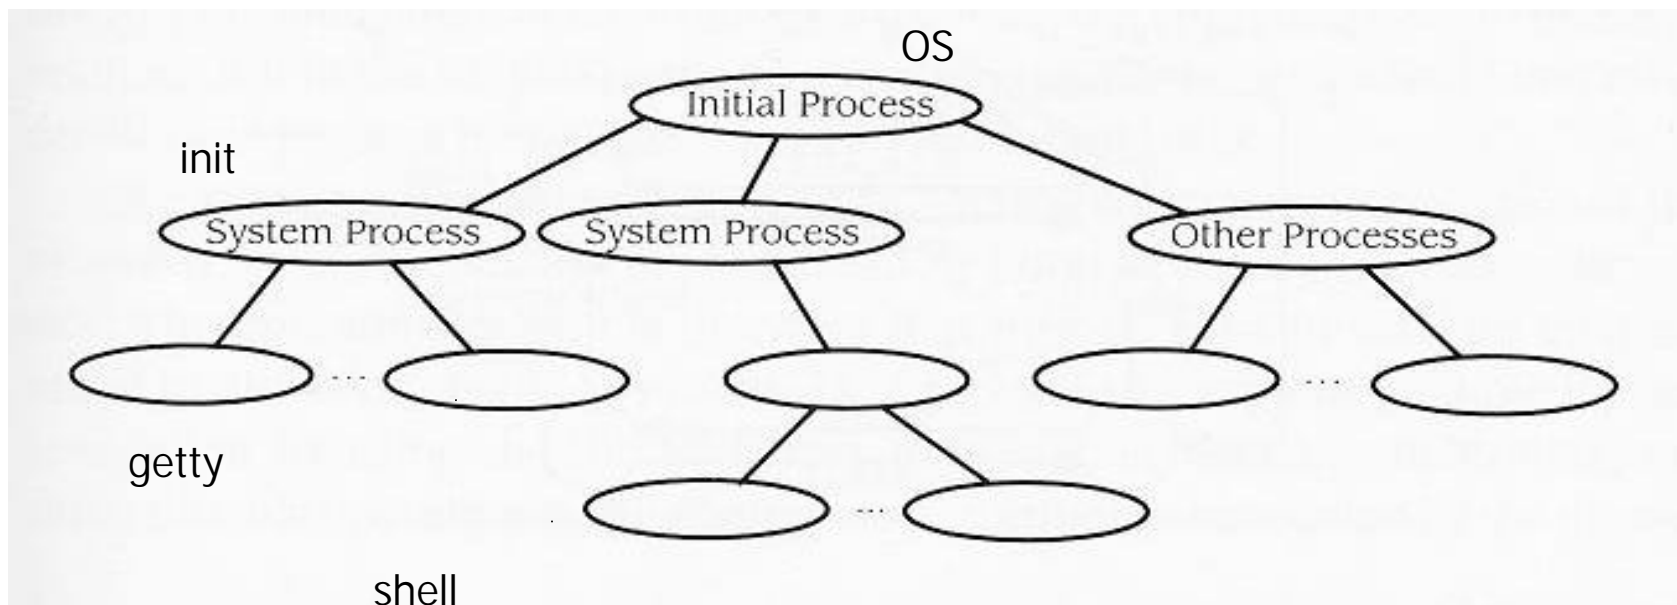 OS
Initial Process
init
System Process System Process Other Processes
... ...
getty
...
shell